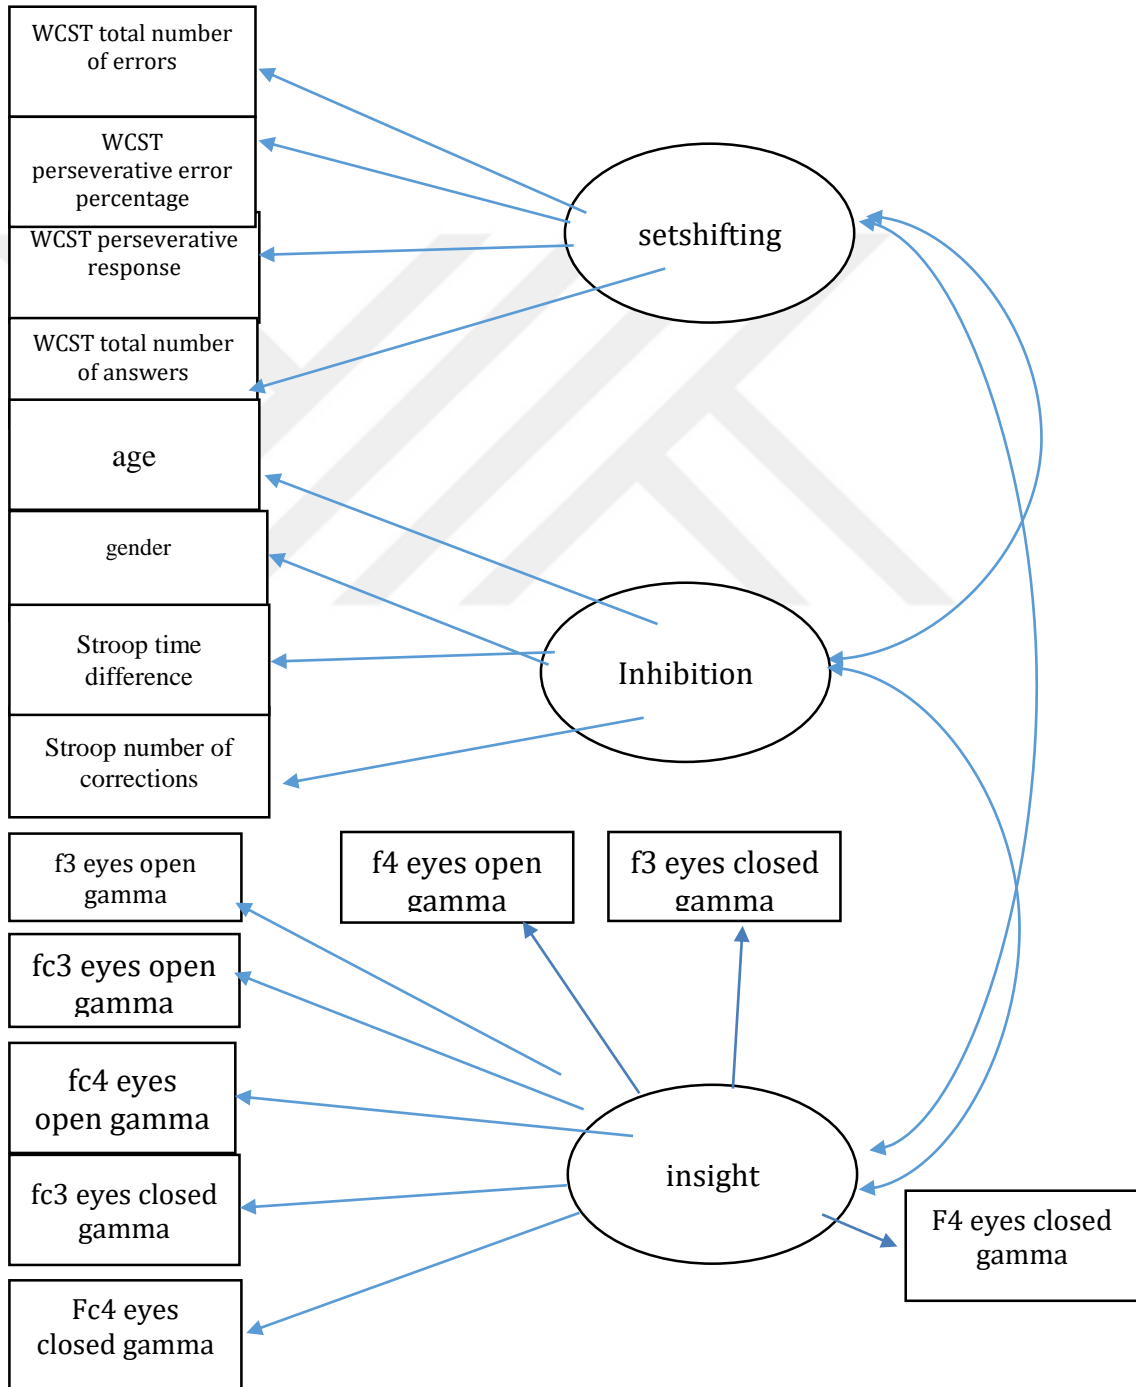 WCST total number
of errors
WCST
perseverative error
percentage
WCST perseverative
response
WCST total number
of answers
age
gender
Stroop time
difference
Stroop number of
corrections
setshifting
Inhibition
f3 eyes open
gamma
f4 eyes open
gamma
f3 eyes closed
gamma
fc3 eyes open
gamma
fc4 eyes
open gamma
fc3 eyes closed
gamma
Fc4 eyes
closed gamma
insight
F4 eyes closed
gamma